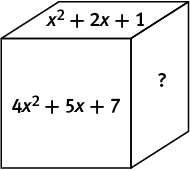 x² + 2x + 1
?
4x² + 5x + 7